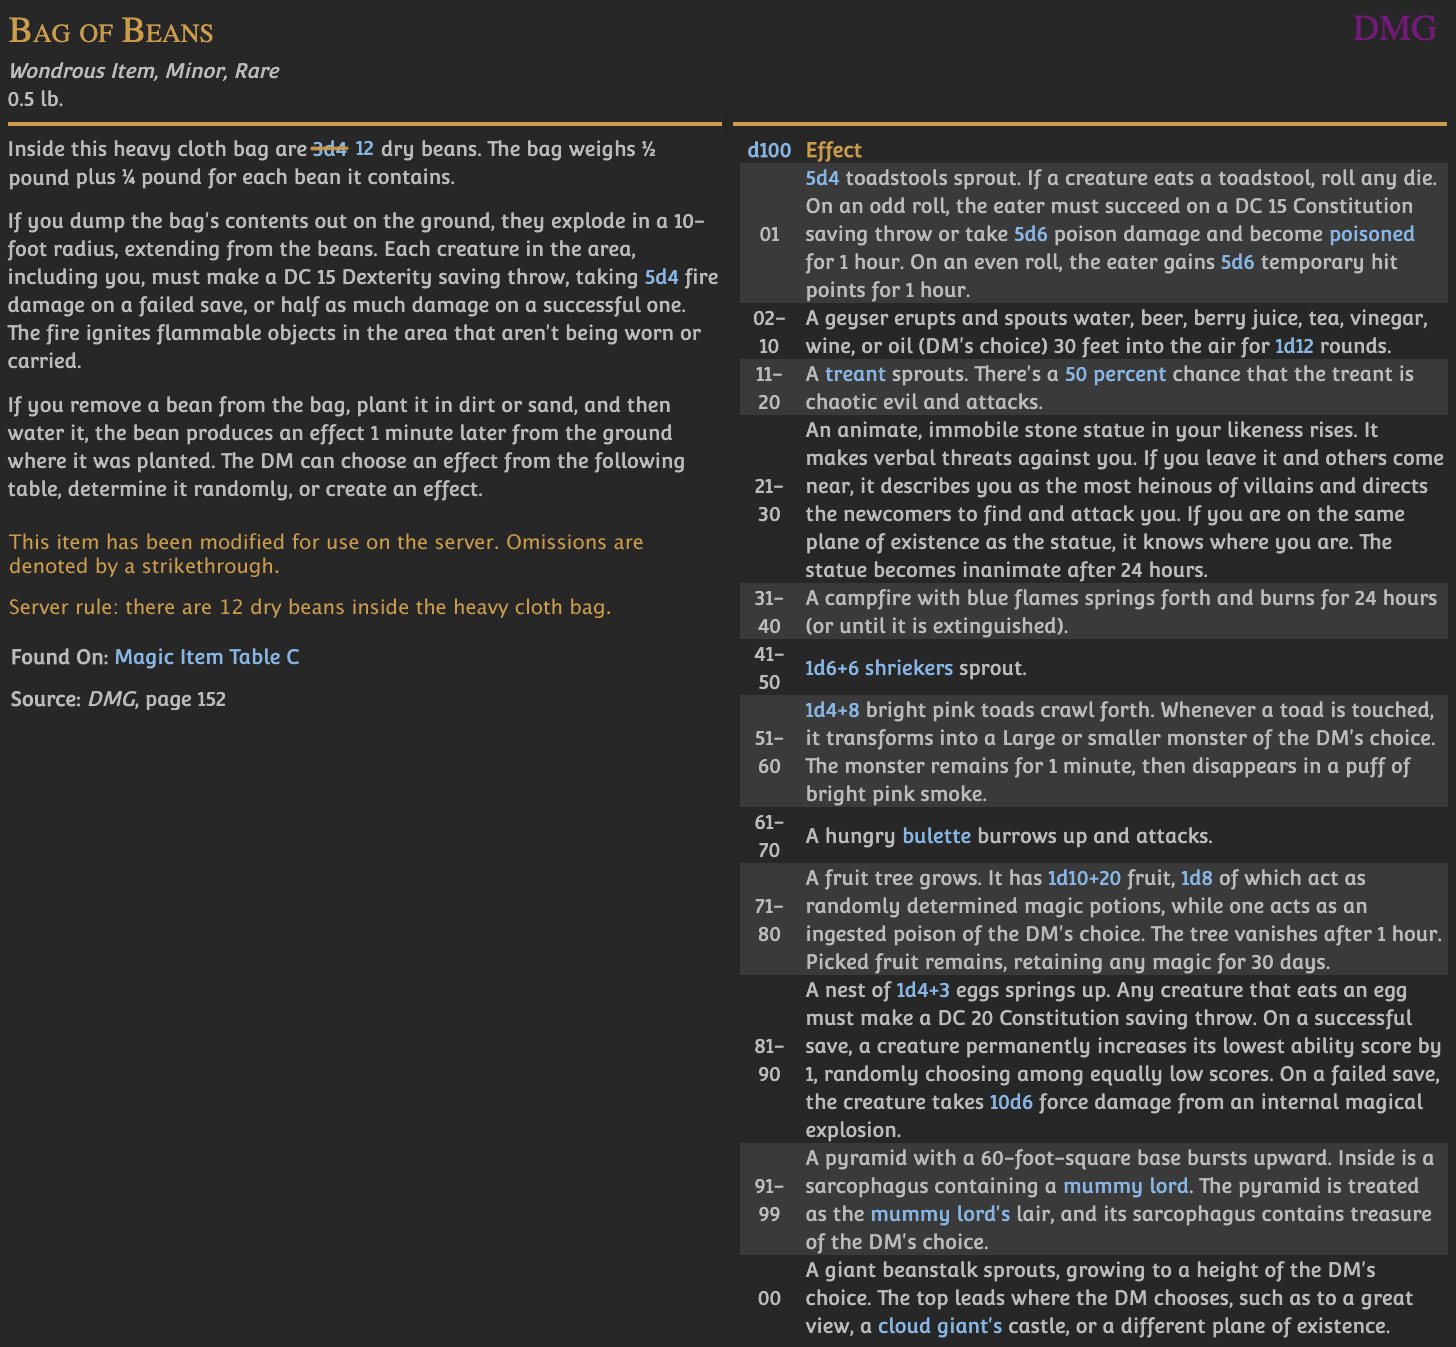 Bag of Beans
DMG
Wondrous Item, Minor, Rare
0.5 lb.
Inside this heavy cloth bag are 3d4 12 dry beans. The bag weighs ½
pound plus ¼ pound for each bean it contains.
If you dump the bag's contents out on the ground, they explode in a 10-
foot radius, extending from the beans. Each creature in the area,
including you, must make a DC 15 Dexterity saving throw, taking 5d4 fire
damage on a failed save, or half as much damage on a successful one.
The fire ignites flammable objects in the area that aren't being worn or
carried.
If you remove a bean from the bag, plant it in dirt or sand, and then
water it, the bean produces an effect 1 minute later from the ground
where it was planted. The DM can choose an effect from the following
table, determine it randomly, or create an effect.
This item has been modified for use on the server. Omissions are
denoted by a strikethrough.
Server rule: there are 12 dry beans inside the heavy cloth bag.
Found On: Magic Item Table C
Source: DMG, page 152
d100 Effect
5d4 toadstools sprout. If a creature eats a toadstool, roll any die.
On an odd roll, the eater must succeed on a DC 15 Constitution
01 saving throw or take 5d6 poison damage and become poisoned
for 1 hour. On an even roll, the eater gains 5d6 temporary hit
points for 1 hour.
02- A geyser erupts and spouts water, beer, berry juice, tea, vinegar,
10 wine, or oil (DM's choice) 30 feet into the air for 1d12 rounds.
11- A treant sprouts. There's a 50 percent chance that the treant is
20 chaotic evil and attacks.
An animate, immobile stone statue in your likeness rises. It
makes verbal threats against you. If you leave it and others come
21- near, it describes you as the most heinous of villains and directs
30 the newcomers to find and attack you. If you are on the same
plane of existence as the statue, it knows where you are. The
statue becomes inanimate after 24 hours.
31- A campfire with blue flames springs forth and burns for 24 hours
40 (or until it is extinguished).
41-
50
1d6+6 shriekers sprout.
1d4+8 bright pink toads crawl forth. Whenever a toad is touched,
51- it transforms into a Large or smaller monster of the DM's choice.
60 The monster remains for 1 minute, then disappears in a puff of
bright pink smoke.
61-
70
A hungry bulette burrows up and attacks.
A fruit tree grows. It has 1d10+20 fruit, 1d8 of which act as
71- randomly determined magic potions, while one acts as an
80 ingested poison of the DM's choice. The tree vanishes after 1 hour.
Picked fruit remains, retaining any magic for 30 days.
A nest of 1d4+3 eggs springs up. Any creature that eats an egg
must make a DC 20 Constitution saving throw. On a successful
81- save, a creature permanently increases its lowest ability score by
90 1, randomly choosing among equally low scores. On a failed save,
the creature takes 10d6 force damage from an internal magical
explosion.
A pyramid with a 60-foot-square base bursts upward. Inside is a
91- sarcophagus containing a mummy lord. The pyramid is treated
99 as the mummy lord's lair, and its sarcophagus contains treasure
of the DM's choice.
A giant beanstalk sprouts, growing to a height of the DM's
00 choice. The top leads where the DM chooses, such as to a great
view, a cloud giant's castle, or a different plane of existence.